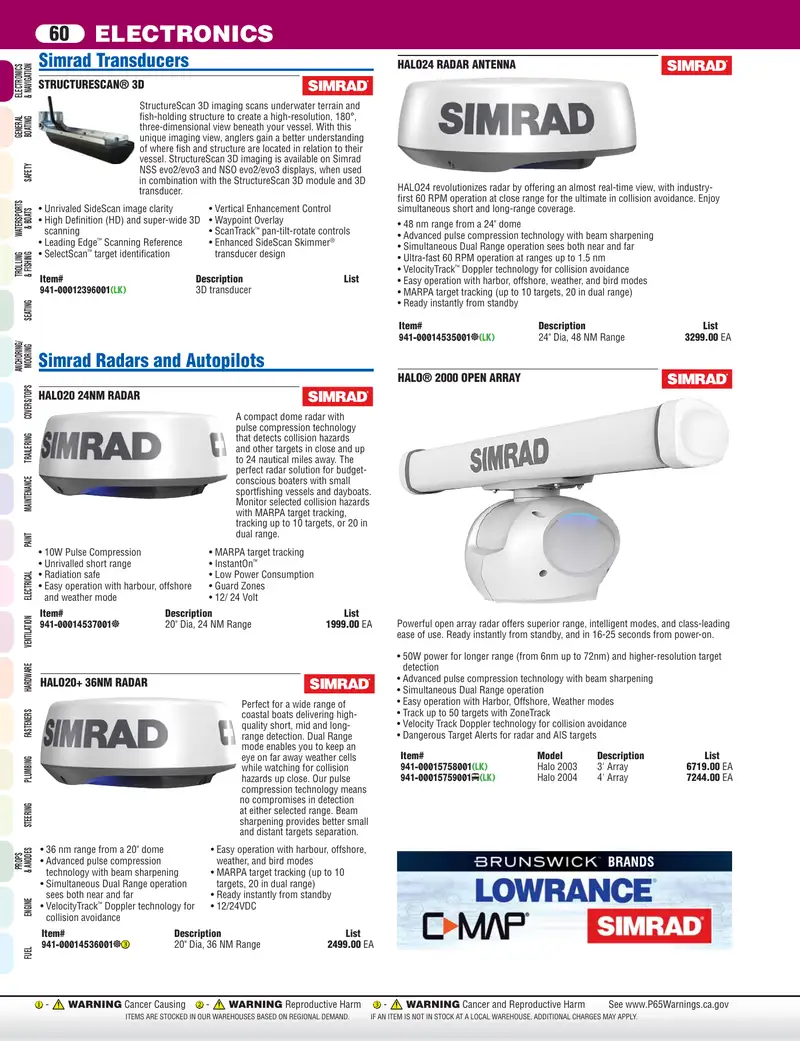 60 ELECTRONICS
ELECTRONICS
& NAVIGATION
GENERAL
BOATING
SAFETY
WATERSPORTS
& BOATS
TROLLING
& FISHING
SEATING
ANCHORING/
MOORING
COVERS/TOPS
TRAILERING
MAINTENANCE
PAINT
ELECTRICAL
VENTILATION
HARDWARE
FASTENERS
PLUMBING
STEERING
PROPS
& ANODES
ENGINE
FUEL
Simrad Transducers
STRUCTURESCAN® 3D
SIMRAD
StructureScan 3D imaging scans underwater terrain and
fish-holding structure to create a high-resolution, 180°,
three-dimensional view beneath your vessel. With this
unique imaging view, anglers gain a better understanding
of where fish and structure are located in relation to their
vessel. StructureScan 3D imaging is available on Simrad
NSS evo2/evo3 and NSO evo2/evo3 displays, when used
in combination with the StructureScan 3D module and 3D
transducer.
• Unrivaled SideScan image clarity
• High Definition (HD) and super-wide 3D
scanning
• Leading Edge™ Scanning Reference
• SelectScan™ target identification
• Vertical Enhancement Control
• Waypoint Overlay
• ScanTrack™ pan-tilt-rotate controls
• Enhanced SideScan Skimmer®
transducer design
Item# Description List
941-00012396001(LK) 3D transducer
Simrad Radars and Autopilots
HALO20 24NM RADAR
SIMRAD
SIMRAD
A compact dome radar with
pulse compression technology
that detects collision hazards
and other targets in close and up
to 24 nautical miles away. The
perfect radar solution for budget-
conscious boaters with small
sportfishing vessels and dayboats.
Monitor selected collision hazards
with MARPA target tracking,
tracking up to 10 targets, or 20 in
dual range.
• 10W Pulse Compression
• Unrivalled short range
• Radiation safe
• Easy operation with harbour, offshore
and weather mode
• MARPA target tracking
• InstantOn™
• Low Power Consumption
• Guard Zones
• 12/ 24 Volt
Item# Description List
941-00014537001 20" Dia, 24 NM Range 1999.00 EA
HALO20+ 36NM RADAR
SIMRAD
SIMRAD
Perfect for a wide range of
coastal boats delivering high-
quality short, mid and long-
range detection. Dual Range
mode enables you to keep an
eye on far away weather cells
while watching for collision
hazards up close. Our pulse
compression technology means
no compromises in detection
at either selected range. Beam
sharpening provides better small
and distant targets separation.
• 36 nm range from a 20" dome
• Advanced pulse compression
technology with beam sharpening
• Simultaneous Dual Range operation
sees both near and far
• VelocityTrack™ Doppler technology for
collision avoidance
• Easy operation with harbour, offshore,
weather, and bird modes
• MARPA target tracking (up to 10
targets, 20 in dual range)
• Ready instantly from standby
• 12/24VDC
Item# Description List
941-00014536001 3 20" Dia, 36 NM Range 2499.00 EA
HALO24 RADAR ANTENNA
SIMRAD
SIMRAD
HALO24 revolutionizes radar by offering an almost real-time view, with industry-
first 60 RPM operation at close range for the ultimate in collision avoidance. Enjoy
simultaneous short and long-range coverage.
• 48 nm range from a 24" dome
• Advanced pulse compression technology with beam sharpening
• Simultaneous Dual Range operation sees both near and far
• Ultra-fast 60 RPM operation at ranges up to 1.5 nm
• VelocityTrack™ Doppler technology for collision avoidance
• Easy operation with harbor, offshore, weather, and bird modes
• MARPA target tracking (up to 10 targets, 20 in dual range)
• Ready instantly from standby
Item# Description List
941-00014535001(LK) 24" Dia, 48 NM Range 3299.00 EA
HALO® 2000 OPEN ARRAY
SIMRAD
SIMRAD
Powerful open array radar offers superior range, intelligent modes, and class-leading
ease of use. Ready instantly from standby, and in 16-25 seconds from power-on.
• 50W power for longer range (from 6nm up to 72nm) and higher-resolution target
detection
• Advanced pulse compression technology with beam sharpening
• Simultaneous Dual Range operation
• Easy operation with Harbor, Offshore, Weather modes
• Track up to 50 targets with ZoneTrack
• Velocity Track Doppler technology for collision avoidance
• Dangerous Target Alerts for radar and AIS targets
Item# Model Description List
941-00015758001(LK) Halo 2003 3' Array 6719.00 EA
941-00015759001(LK) Halo 2004 4' Array 7244.00 EA
BRUNSWICK BRANDS
LOWRANCE®
C-MAP® SIMRAD
1 - WARNING Cancer Causing 2 - WARNING Reproductive Harm 3 - WARNING Cancer and Reproductive Harm See www.P65Warnings.ca.gov
ITEMS ARE STOCKED IN OUR WAREHOUSES BASED ON REGIONAL DEMAND. IF AN ITEM IS NOT IN STOCK AT A LOCAL WAREHOUSE, ADDITIONAL CHARGES MAY APPLY.